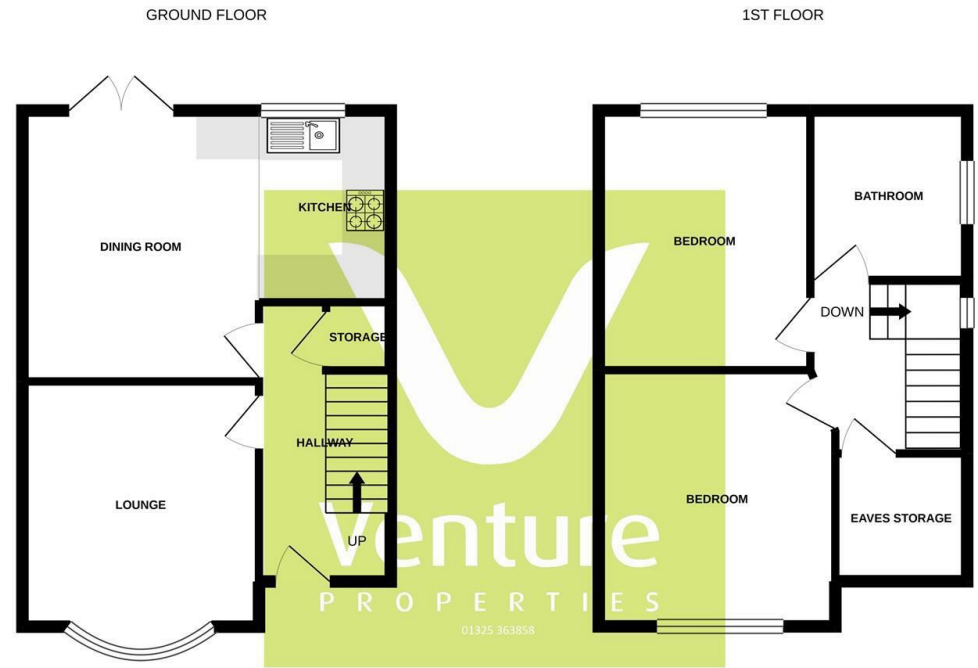 GROUND FLOOR
1ST FLOOR
KITCHEN
DINING ROOM
STORAGE
HALLWAY
LOUNGE
UP
BATHROOM
BEDROOM
DOWN
BEDROOM
EAVES STORAGE
Venture
PROPERTIES
01325 363858